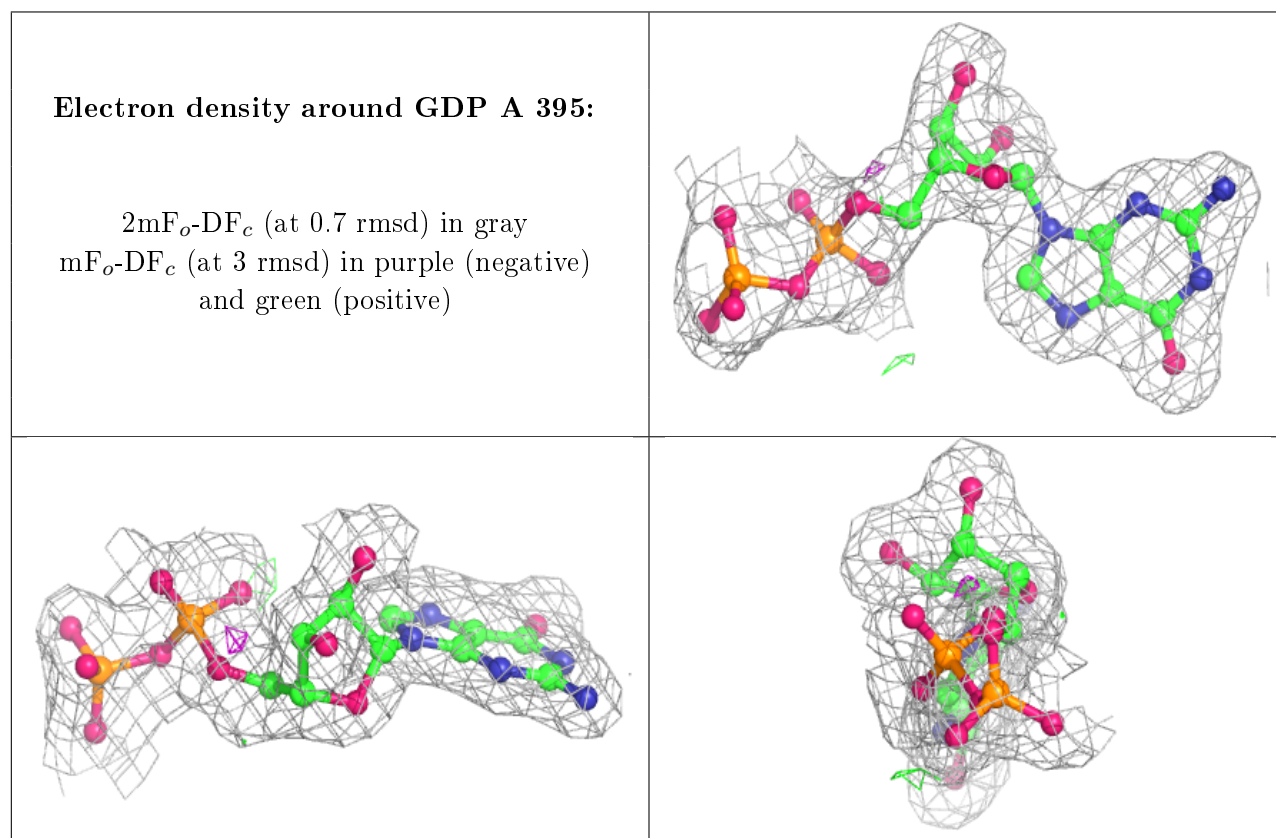 Electron density around GDP A 395:
2mFo-DFc (at 0.7 rmsd) in gray
mFo-DFc (at 3 rmsd) in purple (negative)
and green (positive)